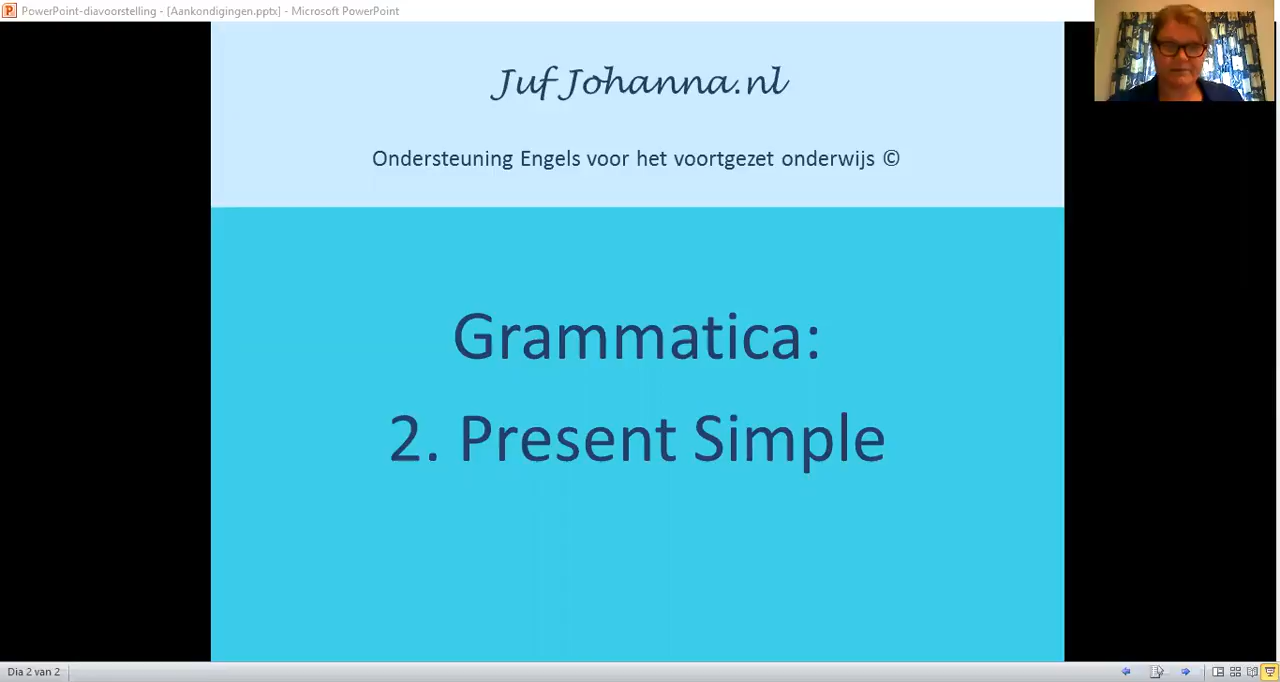 PowerPoint-diavoorstelling - [Aankondigingen.pptx] - Microsoft PowerPoint
Juf Johanna.nl
Ondersteuning Engels voor het voortgezet onderwijs ©
Grammatica:
2. Present Simple
Dia 2 van 2